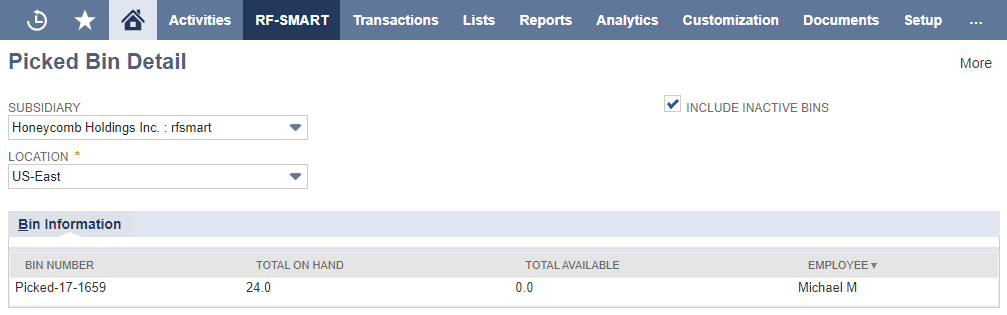 Activities RF-SMART Transactions Lists Reports Analytics Customization Documents Setup ...
Picked Bin Detail More
SUBSIDIARY
INCLUDE INACTIVE BINS
Honeycomb Holdings Inc. : rfsmart
LOCATION *
US-East
Bin Information
BIN NUMBER TOTAL ON HAND TOTAL AVAILABLE EMPLOYEE ▼
Picked-17-1659 24.0 0.0 Michael M